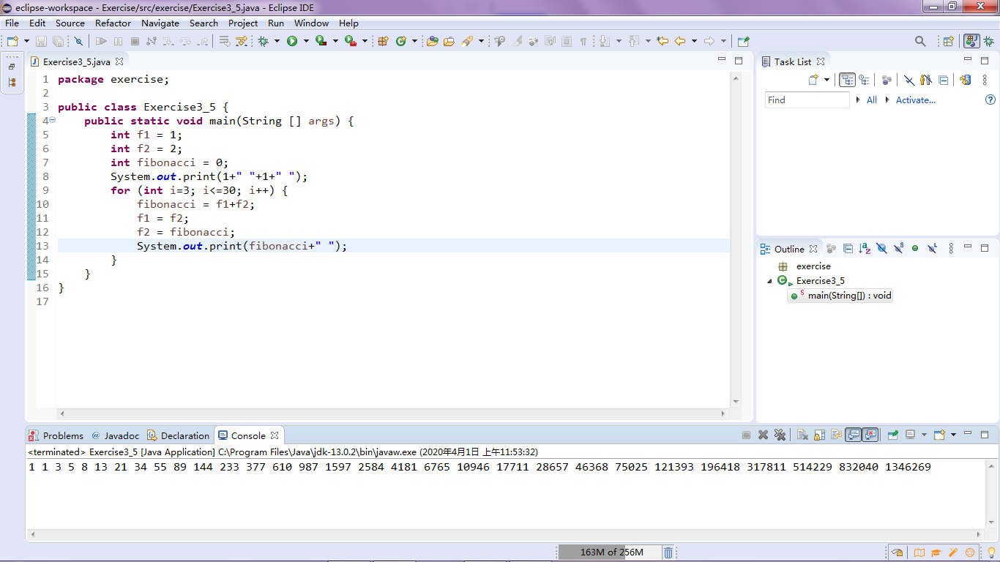 eclipse-workspace - Exercise/src/exercise/Exercise3_5.java - Eclipse IDE
File Edit Source Refactor Navigate Search Project Run Window Help
Exercise3_5.java
1 package exercise;
2
3 public class Exercise3_5 {
4 public static void main(String [] args) {
5 int f1 = 1;
6 int f2 = 2;
7 int fibonacci = 0;
8 System.out.print(1+" "+1+" ");
9 for (int i=3; i<=30; i++) {
10 fibonacci = f1+f2;
11 f1 = f2;
12 f2 = fibonacci;
13 System.out.print(fibonacci+" ");
14 }
15 }
16 }
17
Task List
Find All Activate...
Outline
exercise
Exercise3_5
main(String[]) : void
Problems @ Javadoc Declaration Console
<terminated> Exercise3_5 [Java Application] C:\Program Files\Java\jdk-13.0.2\bin\javaw.exe (2020年4月1日 上午11:53:32)
1 1 3 5 8 13 21 34 55 89 144 233 377 610 987 1597 2584 4181 6765 10946 17711 28657 46368 75025 121393 196418 317811 514229 832040 1346269
163M of 256M